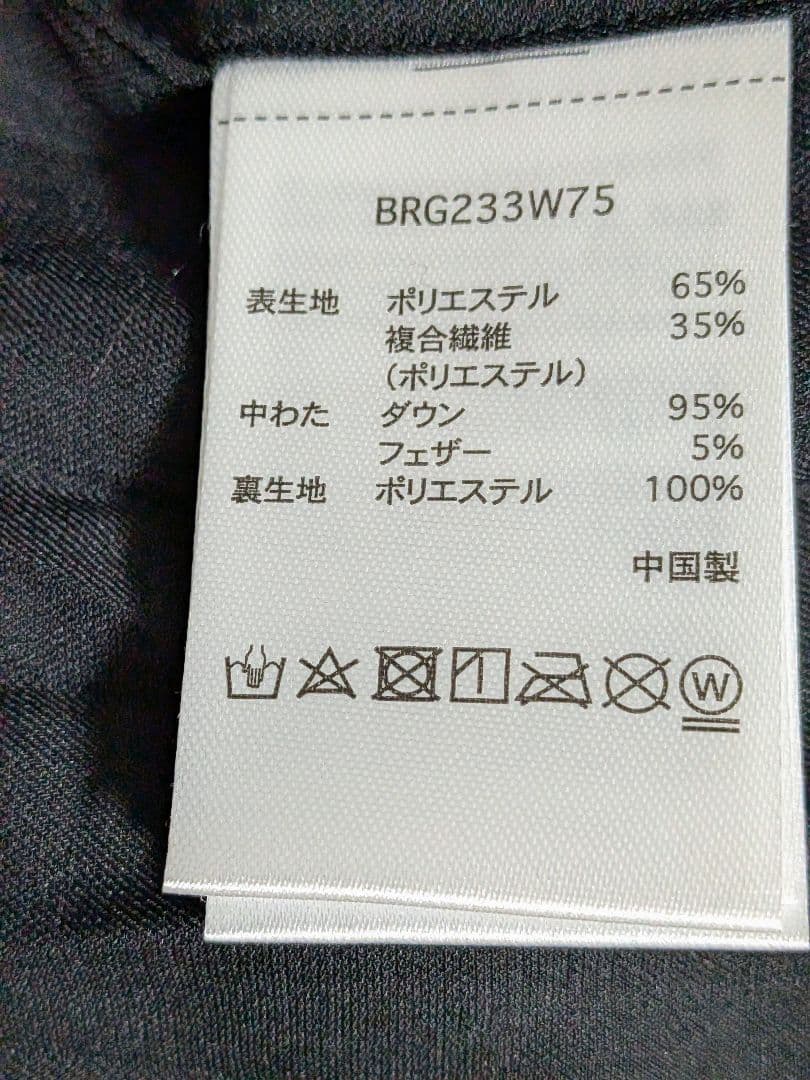 BRG233W75
表生地 ポリエステル 65%
複合繊維 35%
(ポリエステル)
中わた ダウン 95%
フェザー 5%
裏生地 ポリエステル 100%
中国製
W